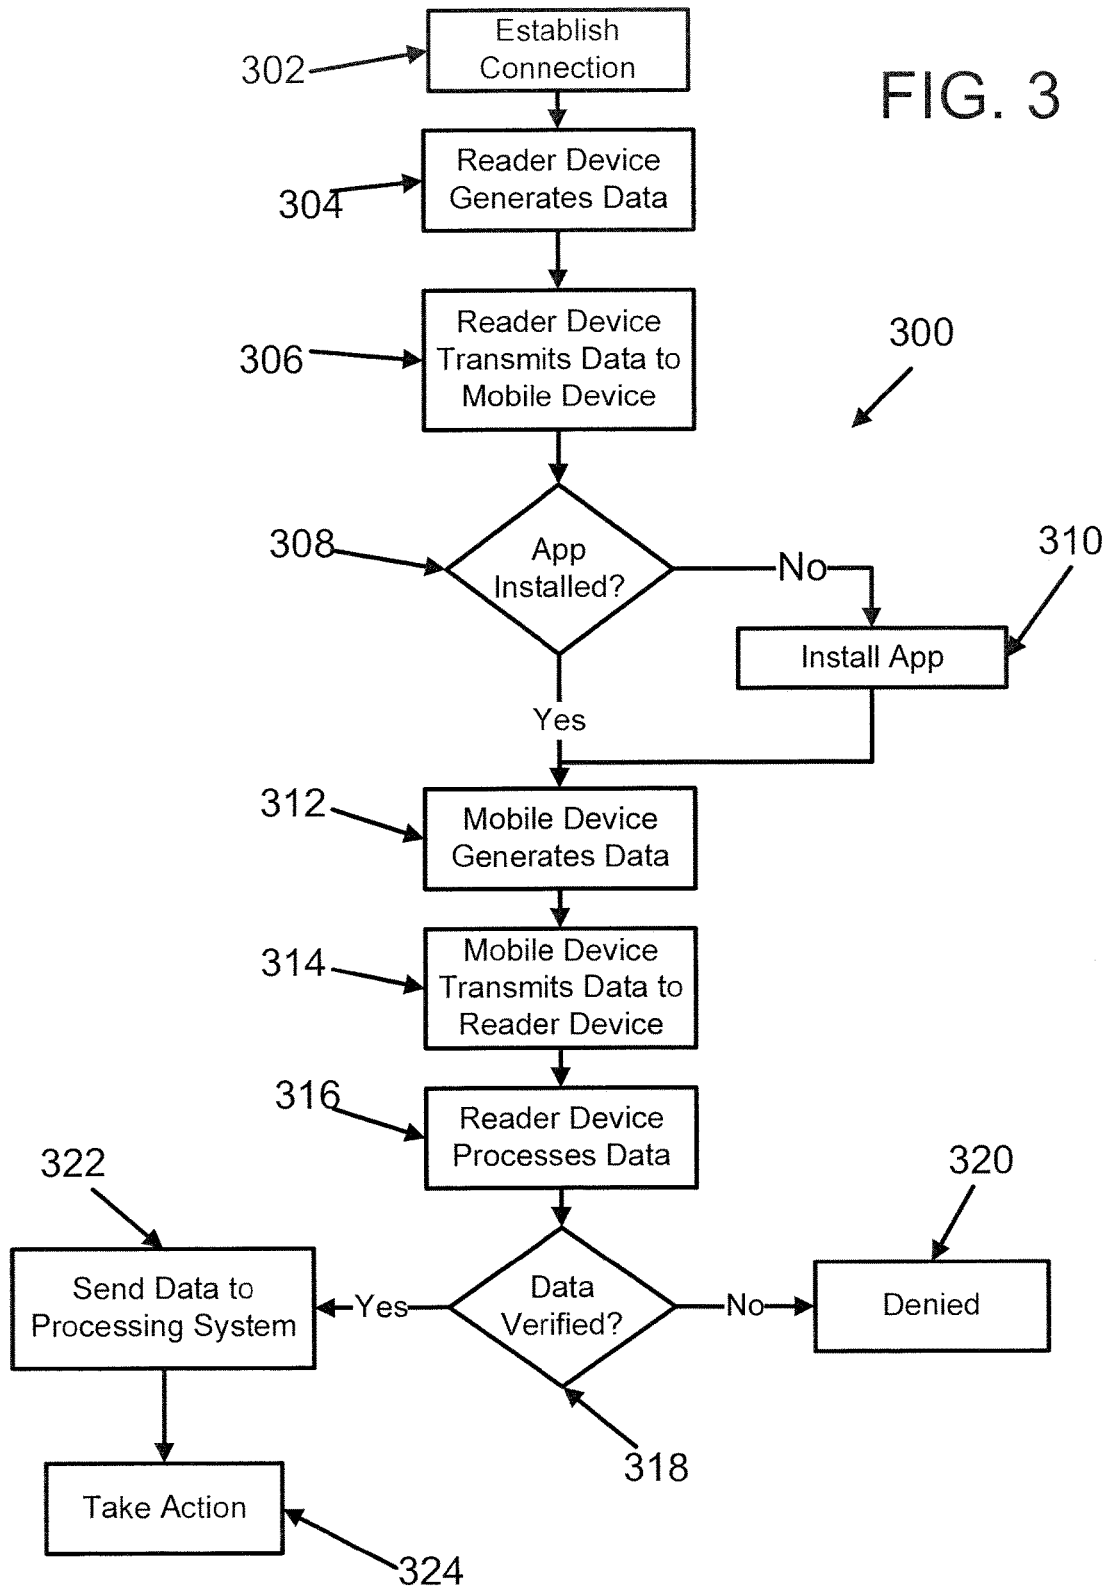 Establish
Connection
302
FIG. 3
Reader Device
Generates Data
304
Reader Device
Transmits Data to
Mobile Device
306
300
App
Installed?
308
No
310
Install App
Yes
312
Mobile Device
Generates Data
314
Mobile Device
Transmits Data to
Reader Device
316
Reader Device
Processes Data
322
320
Send Data to
Processing System
Yes
Data
Verified?
No
Denied
318
Take Action
324